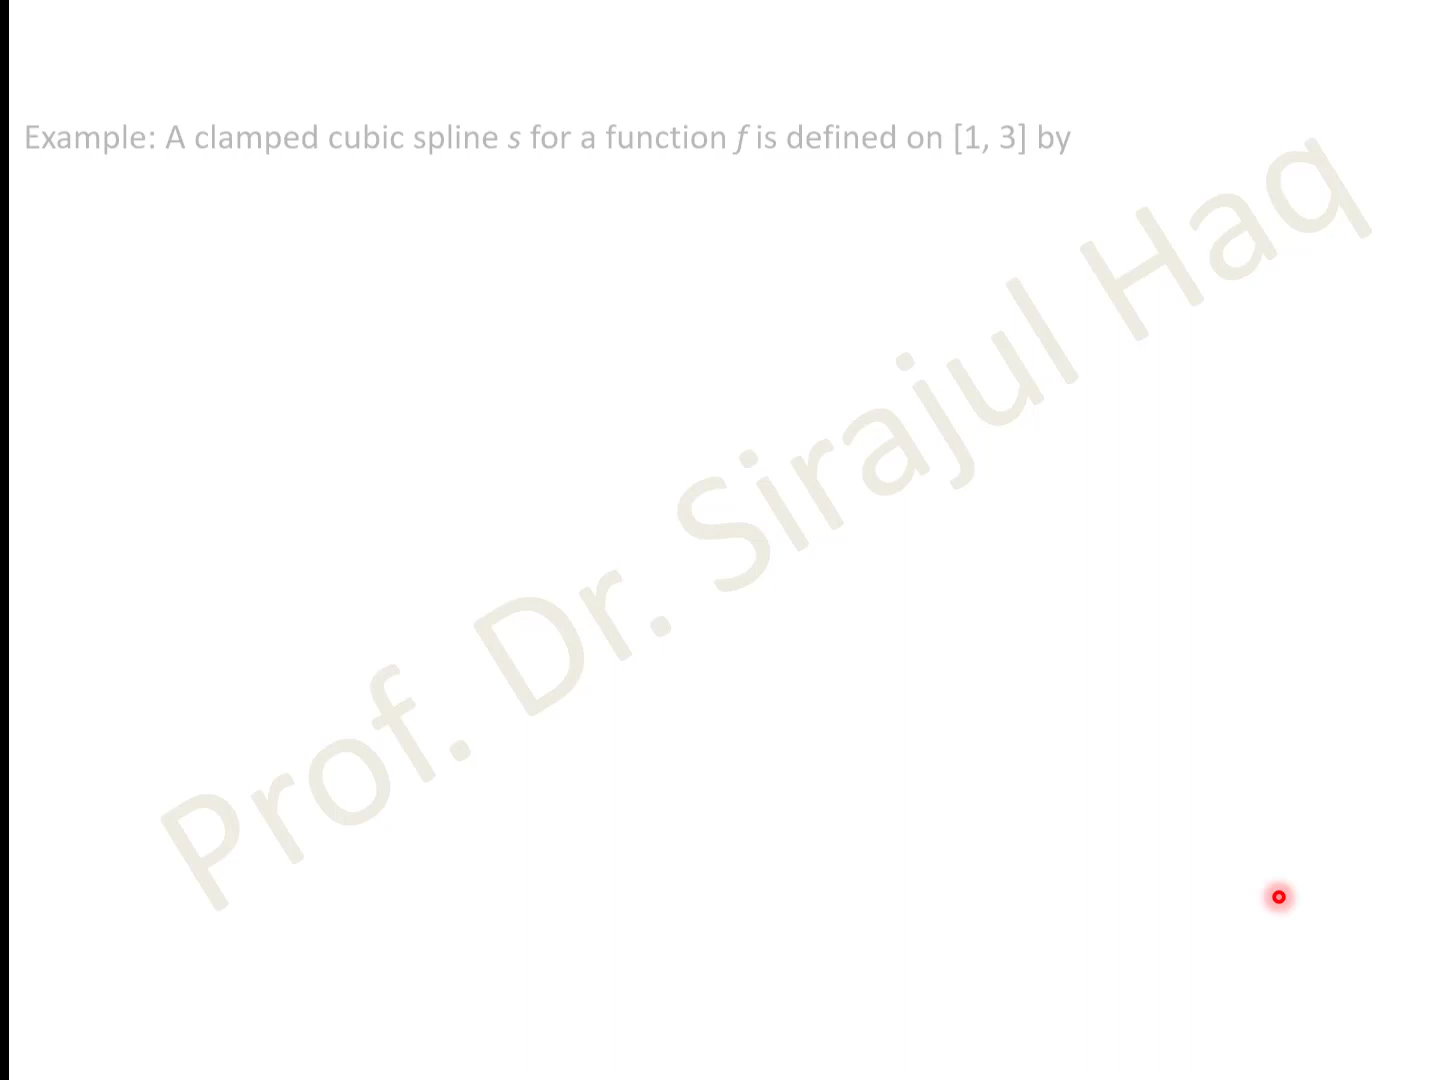 Example: A clamped cubic spline s for a function f is defined on [1, 3] by
Prof. Dr. Sirajul Haq